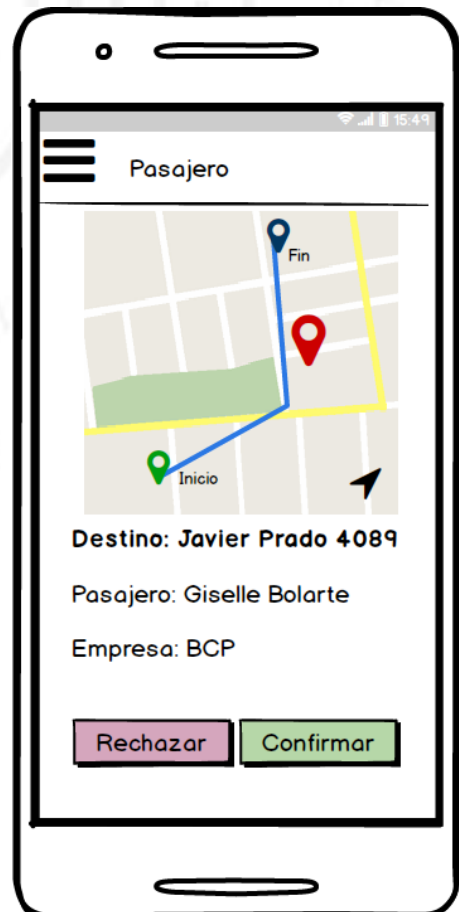 15:49
Pasajero
Fin
Inicio
Destino: Javier Prado 4089
Pasajero: Giselle Bolarte
Empresa: BCP
Rechazar
Confirmar